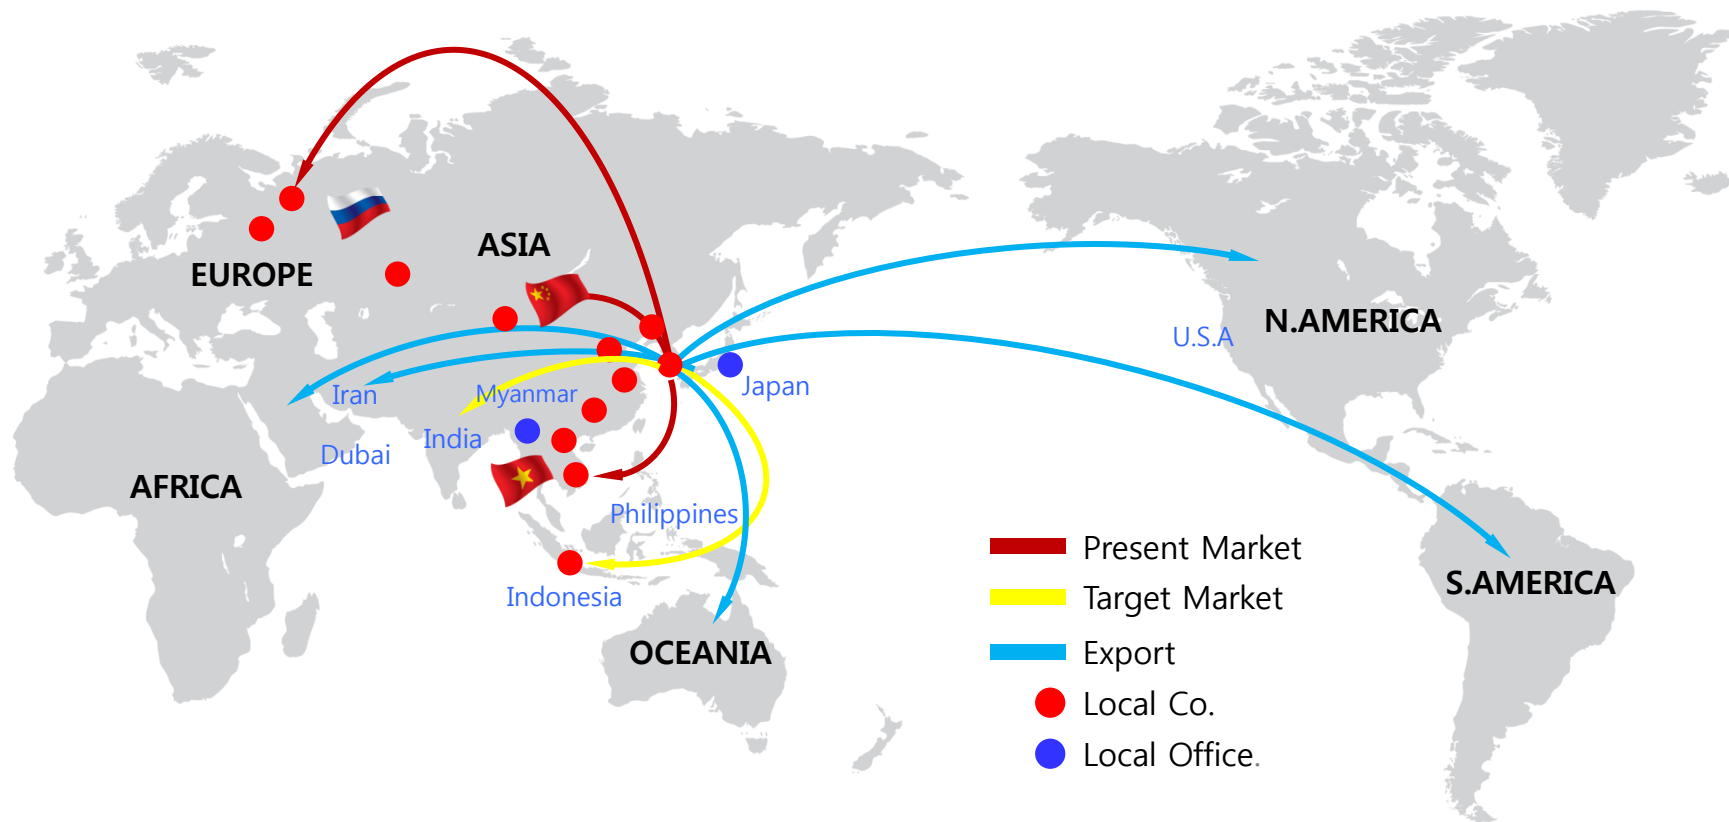 ASIA
EUROPE
N.AMERICA
U.S.A
Iran
Myanmar
Japan
India
Dubai
AFRICA
Philippines
Present Market
S.AMERICA
Indonesia
Target Market
OCEANIA
Export
Local Co.
Local Office.